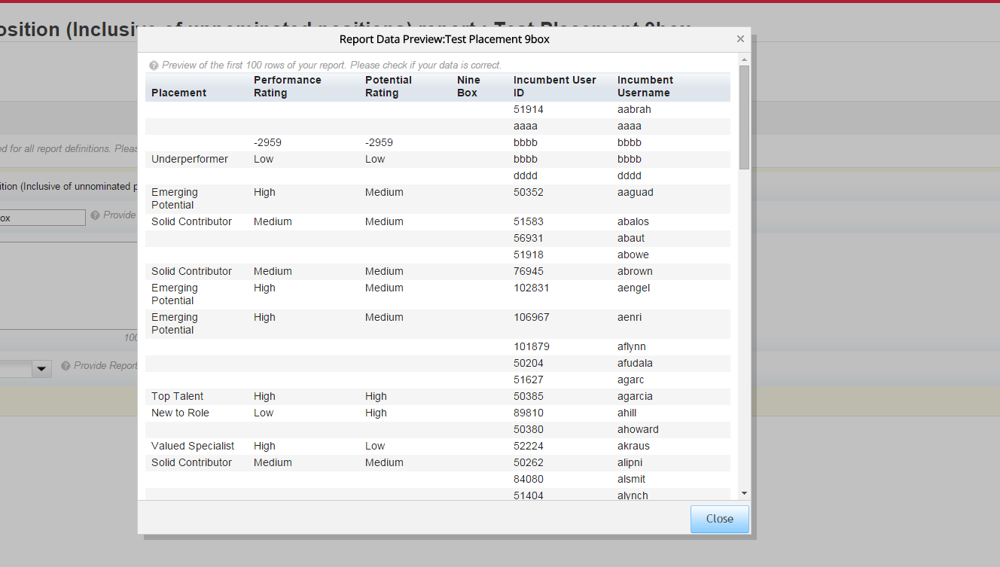 Report Data Preview:Test Placement 9box
Preview of the first 100 rows of your report. Please check if your data is correct.
Placement Performance Rating Potential Rating Nine Box Incumbent User ID Incumbent Username
51914 aabrah
aaaa aaaa
-2959 -2959 bbbb bbbb
Underperformer Low Low bbbb bbbb
dddd dddd
Emerging Potential High Medium 50352 aaguad
Solid Contributor Medium Medium 51583 abalos
56931 abaut
51918 abowe
Solid Contributor Medium Medium 76945 abrown
Emerging Potential High Medium 102831 aengel
Emerging Potential High Medium 106967 aenri
101879 aflynn
50204 afudala
51627 agarc
Top Talent High High 50385 agarcia
New to Role Low High 89810 ahill
50380 ahoward
Valued Specialist High Low 52224 akraus
Solid Contributor Medium Medium 50262 alipni
84080 alsmit
51404 alynch
Close
osition (Inclusive of unnominated positions) report : Test Placement 9box
ed for all report definitions. Pleas
ition (Inclusive of unnominated p
ox
Provide
100
Provide Report